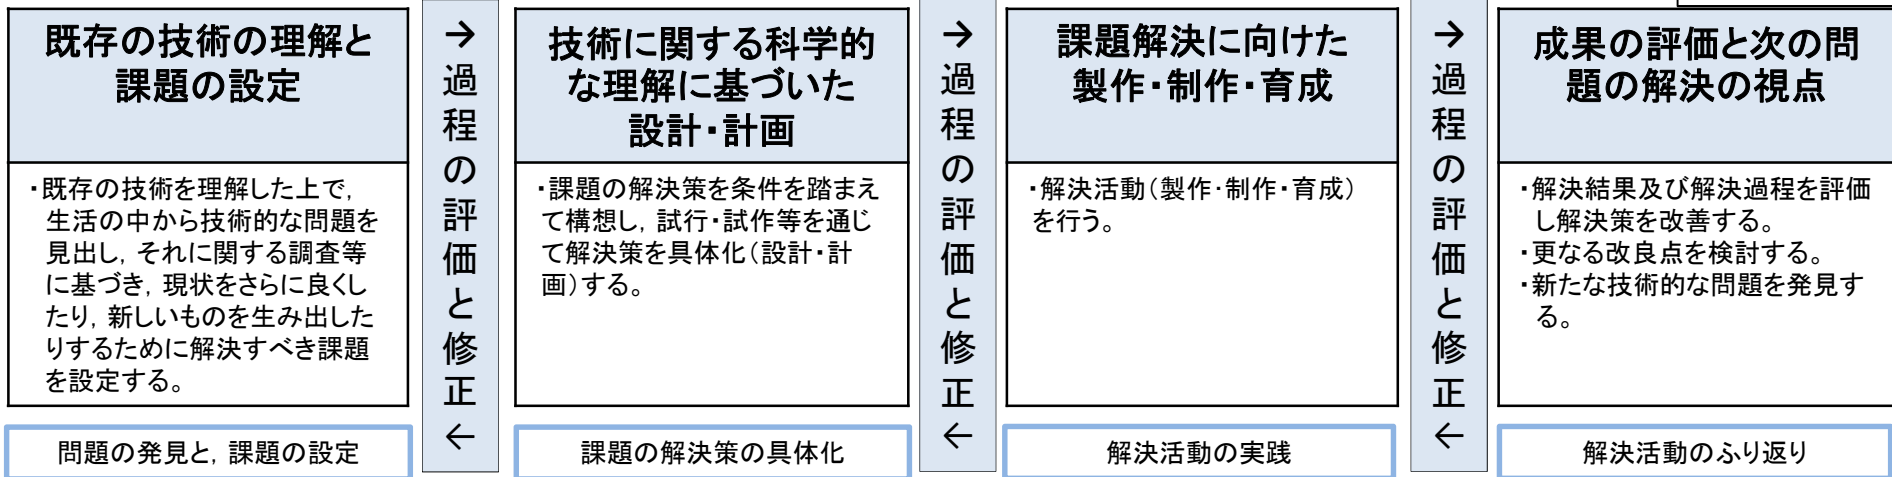 既存の技術の理解と
課題の設定
・既存の技術を理解した上で,
生活の中から技術的な問題を
見出し, それに関する調査等
に基づき, 現状をさらに良くし
たり, 新しいものを生み出した
りするために解決すべき課題
を設定する。
問題の発見と, 課題の設定
→過程の評価と修正←
技術に関する科学的
な理解に基づいた
設計・計画
・課題の解決策を条件を踏まえ
て構想し, 試行・試作等を通じ
て解決策を具体化(設計・計
画)する。
課題の解決策の具体化
→過程の評価と修正←
課題解決に向けた
製作・制作・育成
・解決活動(製作・制作・育成)
を行う。
解決活動の実践
→過程の評価と修正←
成果の評価と次の問
題の解決の視点
・解決結果及び解決過程を評価
し解決策を改善する。
・更なる改良点を検討する。
・新たな技術的な問題を発見す
る。
解決活動のふり返り